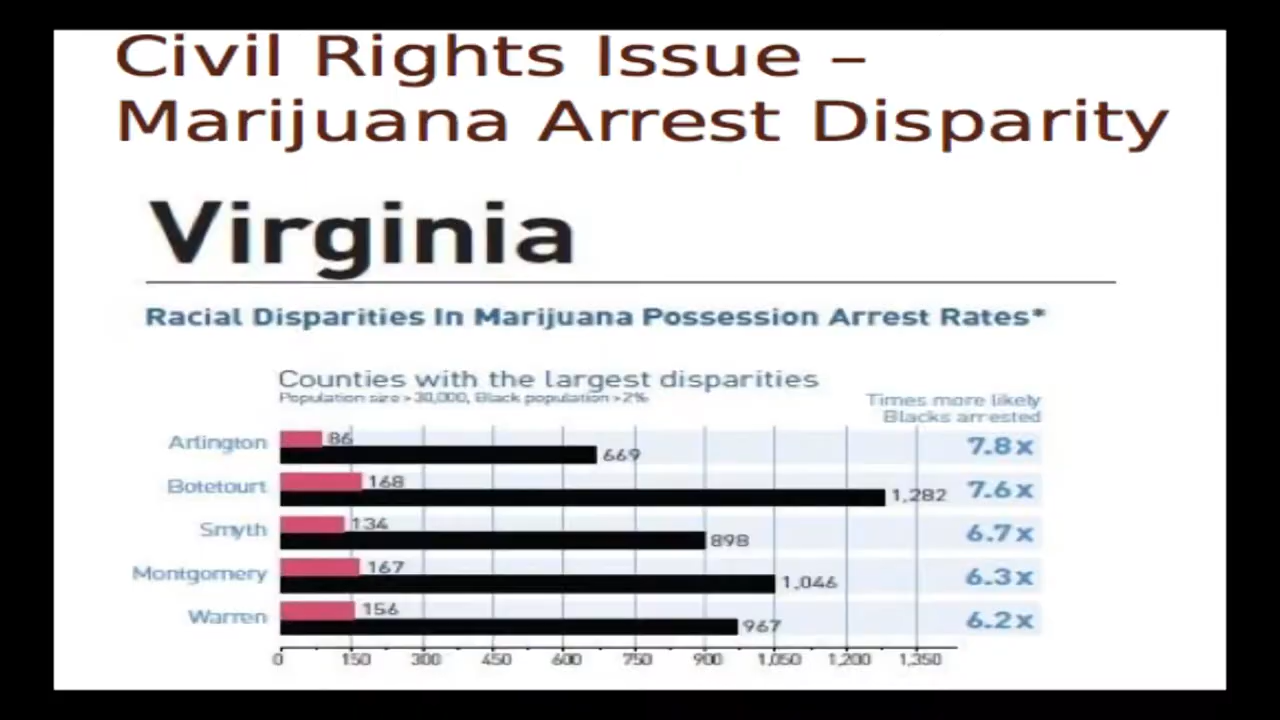 Civil Rights Issue –
Marijuana Arrest Disparity
Virginia
Racial Disparities In Marijuana Possession Arrest Rates*
Counties with the largest disparities
Population size > 30,000, Black population > 2%
Times more likely
Blacks arrested
Arlington 86 669 7.8x
Botetourt 168 1,282 7.6x
Smyth 134 898 6.7x
Montgomery 167 1,046 6.3x
Warren 156 967 6.2x
0 150 300 450 600 750 900 1,050 1,200 1,350